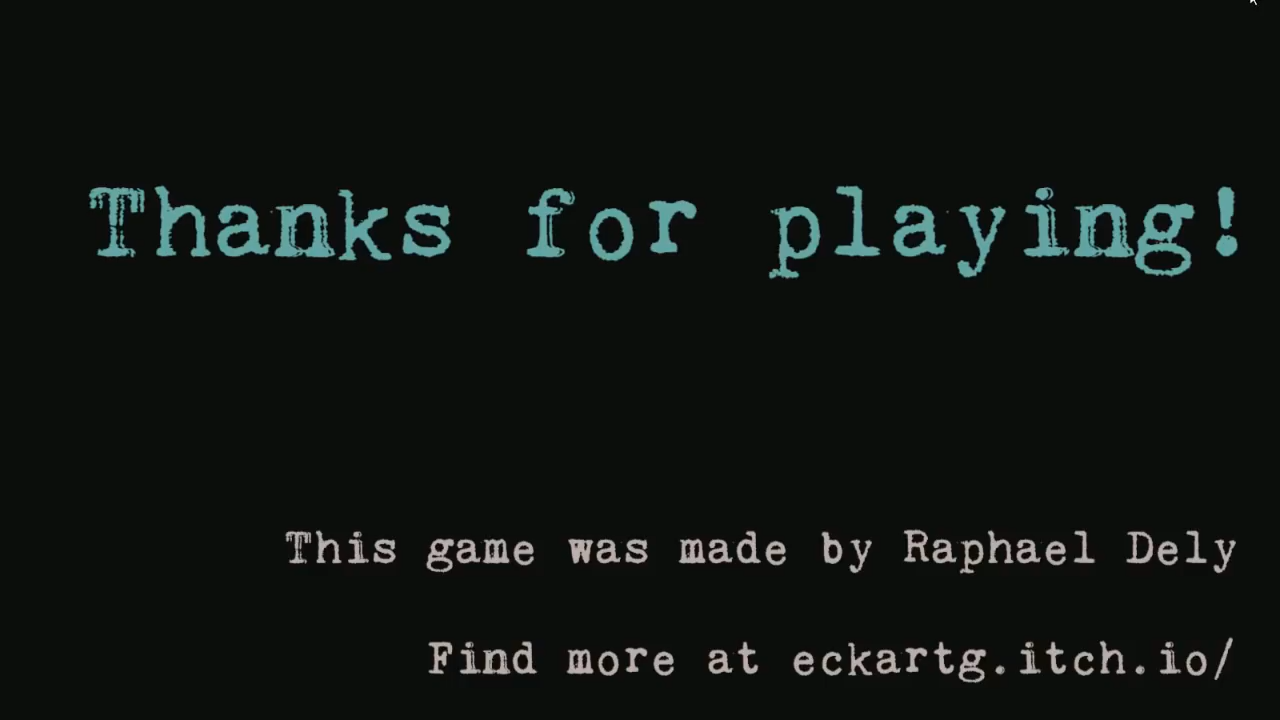 Thanks for playing!
This game was made by Raphael Dely
Find more at eckartg.itch.io/